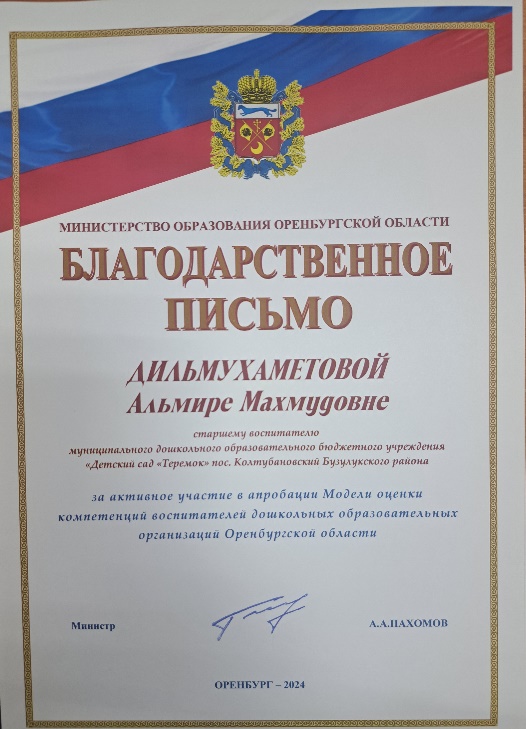 МИНИСТЕРСТВО ОБРАЗОВАНИЯ ОРЕНБУРГСКОЙ ОБЛАСТИ
БЛАГОДАРСТВЕННОЕ
ПИСЬМО
ДИЛЬМУХАМЕТОВОЙ
Альмире Махмудовне
старшему воспитателю
муниципального дошкольного образовательного бюджетного учреждения
«Детский сад «Теремок» пос. Колтубановский Бузулукского района
за активное участие в апробации Модели оценки
компетенций воспитателей дошкольных образовательных
организаций Оренбургской области
Министр
А.А.ПАХОМОВ
ОРЕНБУРГ – 2024